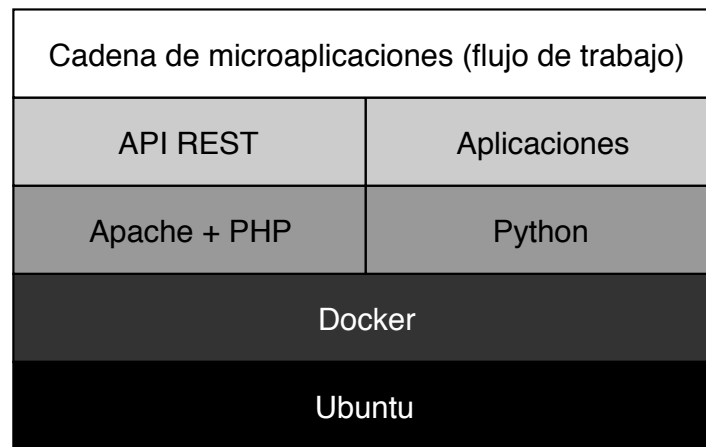 Cadena de microaplicaciones (flujo de trabajo)
API REST
Aplicaciones
Apache + PHP
Python
Docker
Ubuntu